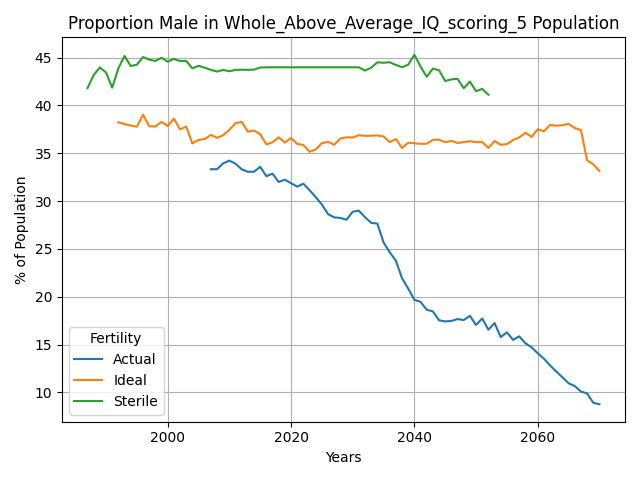 Proportion Male in Whole_Above_Average_IQ_scoring_5 Population
% of Population
45
40
35
30
25
20
15
10
Fertility
Actual
Ideal
Sterile
2000 2020 2040 2060
Years